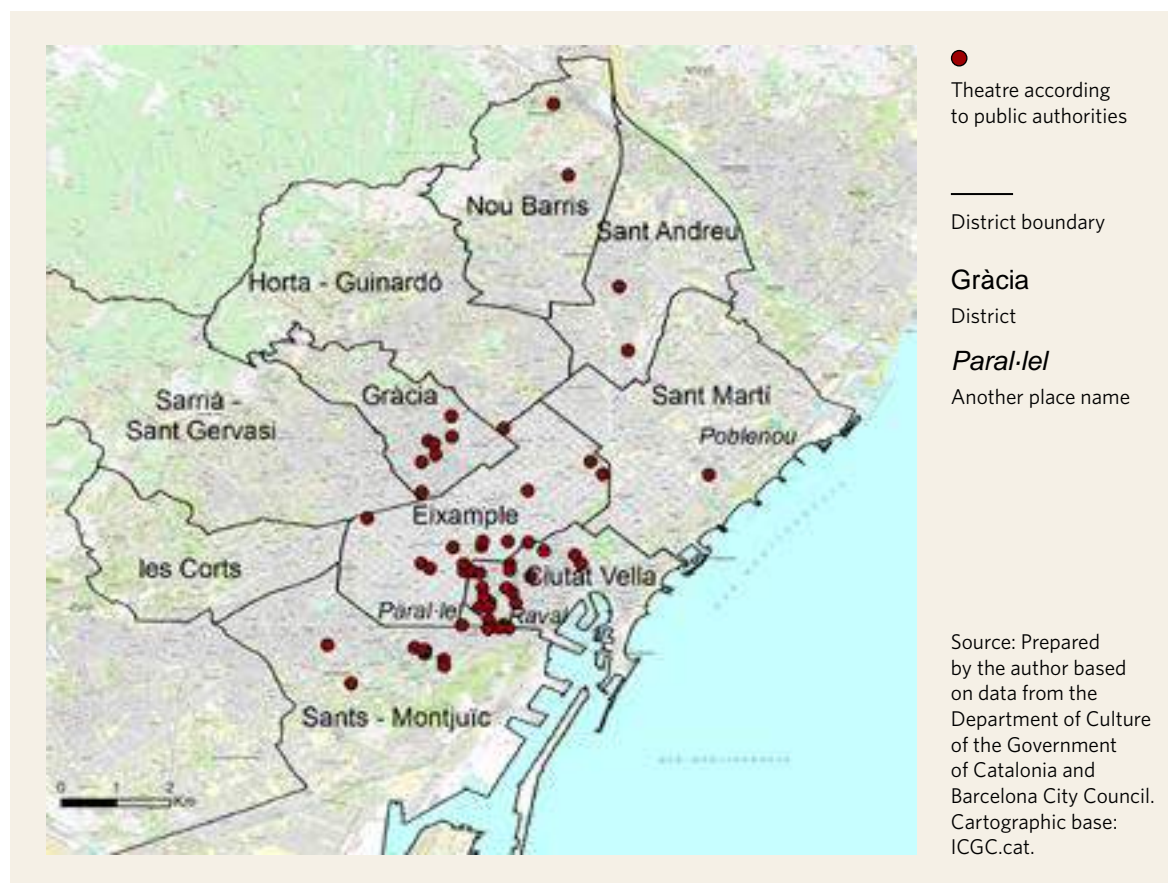 Nou Barris
Sant Andreu
Horta - Guinardó
Gràcia
Sarrià -
Sant Gervasi
Sant Martí
Poblenou
Eixample
les Corts
Ciutat Vella
Paral·lel
Raval
Sants - Montjuïc
0 1 2
Km
Theatre according
to public authorities
District boundary
Gràcia
District
Paral·lel
Another place name
Source: Prepared
by the author based
on data from the
Department of Culture
of the Government
of Catalonia and
Barcelona City Council.
Cartographic base:
ICGC.cat.